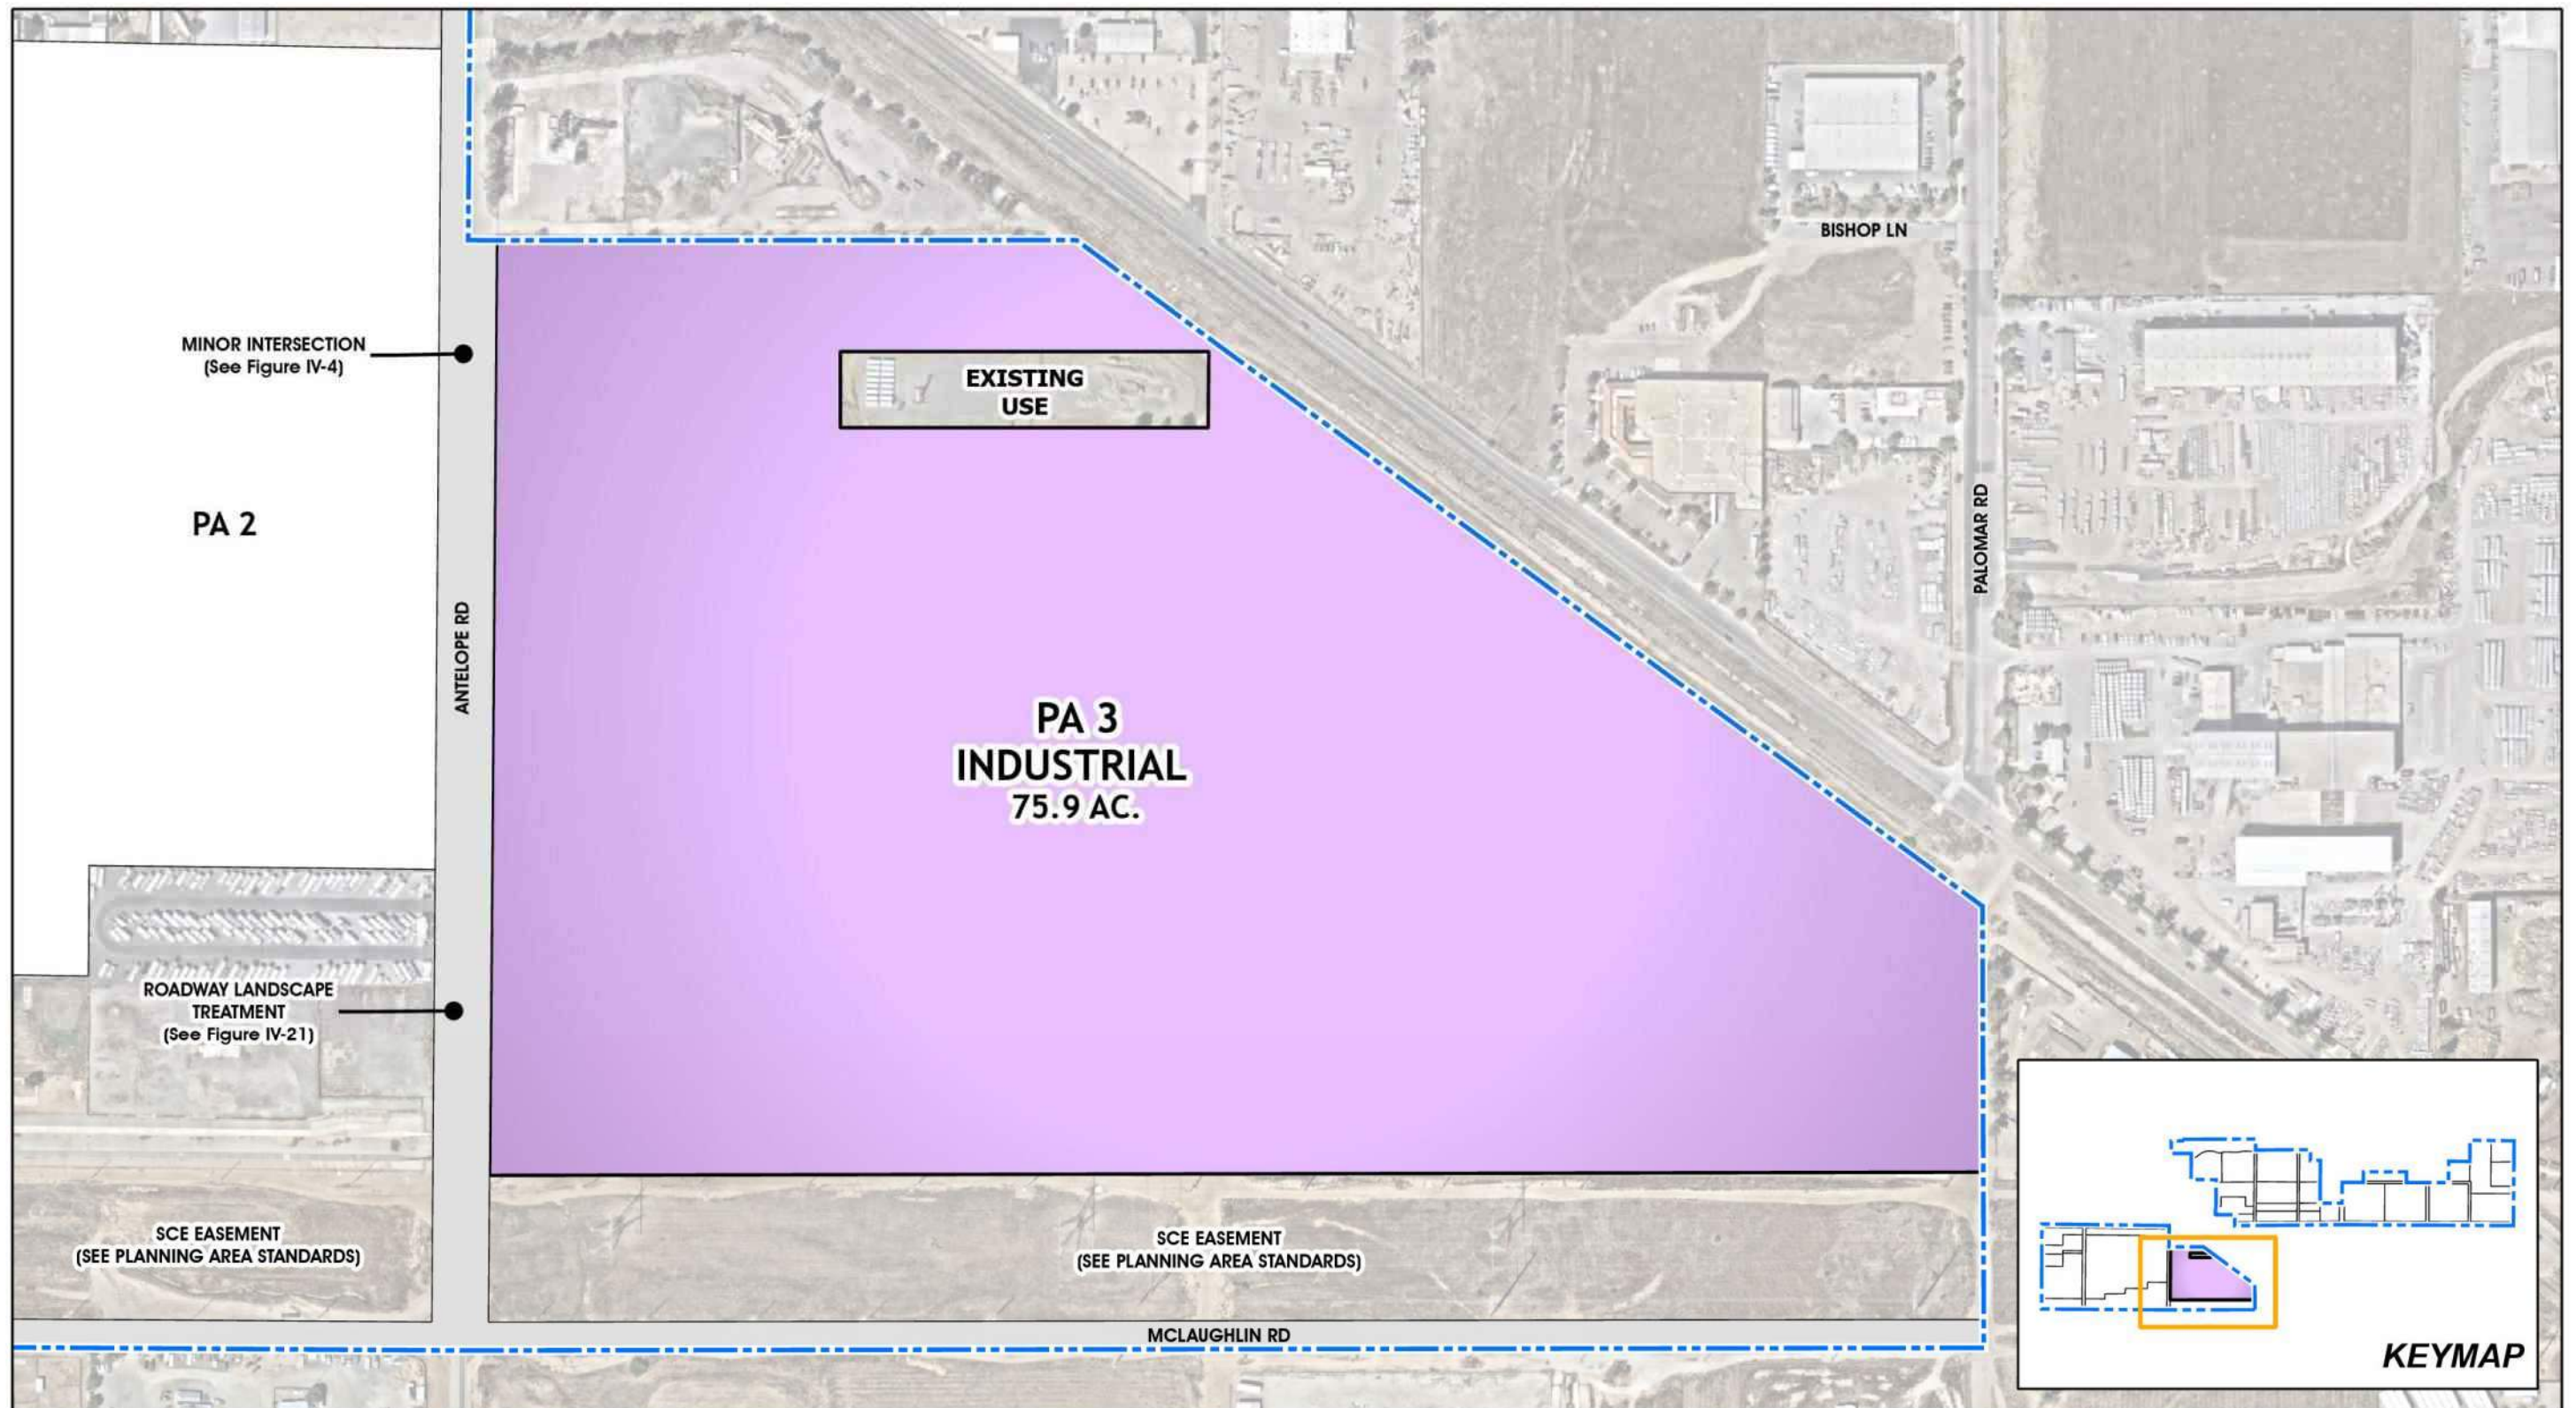 BISHOP LN
MINOR INTERSECTION
(See Figure IV-4)
EXISTING
USE
PA 2
PALOMAR RD
ANTELOPE RD
PA 3
INDUSTRIAL
75.9 AC.
ROADWAY LANDSCAPE
TREATMENT
(See Figure IV-21)
SCE EASEMENT
(SEE PLANNING AREA STANDARDS)
SCE EASEMENT
(SEE PLANNING AREA STANDARDS)
MCLAUGHLIN RD
KEYMAP